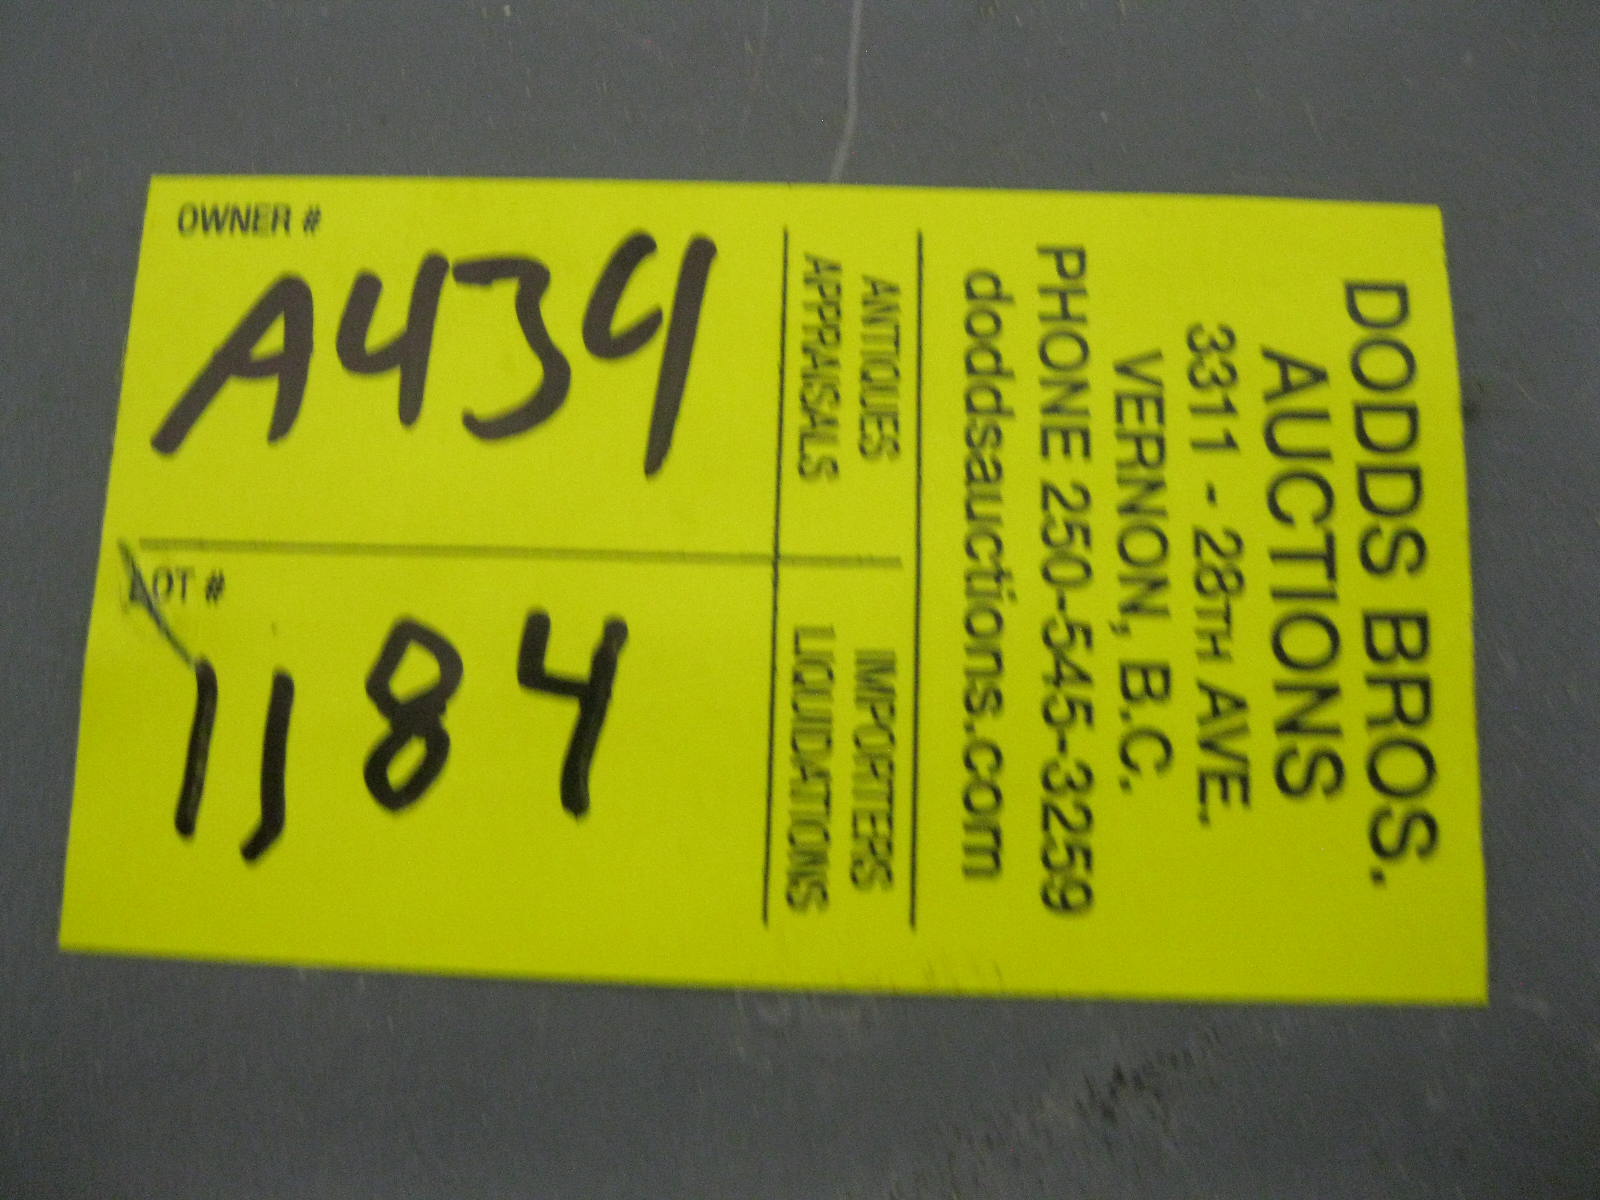 DODDS BROS.
AUCTIONS
3311 - 28TH AVE.
VERNON, B.C.
PHONE 250-545-3259
doddsauctions.com
ANTIQUES IMPORTERS
APPRAISALS LIQUIDATIONS
OWNER #
A434
LOT #
1184